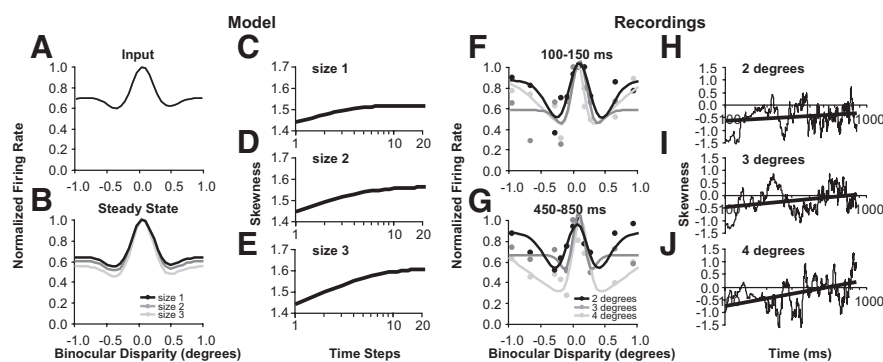 Model
Recordings
A
Input
Normalized Firing Rate
1.0
0.8
0.6
0.4
0.2
0.0
-1.0 -0.5 0.0 0.5 1.0
B
Steady State
1.0
0.8
0.6
0.4
0.2
0.0
size 1
size 2
size 3
-1.0 -0.5 0.0 0.5 1.0
Binocular Disparity (degrees)
C
size 1
1.7
1.6
1.5
1.4
1 10 20
D
size 2
Skewness
1.7
1.6
1.5
1.4
1 10 20
E
size 3
1.7
1.6
1.5
1.4
1 10 20
Time Steps
F
100-150 ms
Normalized Firing Rate
1.0
0.8
0.6
0.4
0.2
0.0
-1.0 -0.5 0.0 0.5 1.0
G
450-850 ms
1.0
0.8
0.6
0.4
0.2
0.0
2 degrees
3 degrees
4 degrees
-1.0 -0.5 0.0 0.5 1.0
Binocular Disparity (degrees)
H
2 degrees
1.5
1.0
0.5
0.0
-0.5
-1.0
-1.5
1000
I
3 degrees
Skewness
1.5
1.0
0.5
0.0
-0.5
-1.0
-1.5
1000
J
4 degrees
1.5
1.0
0.5
0.0
-0.5
-1.0
-1.5
1000
Time (ms)